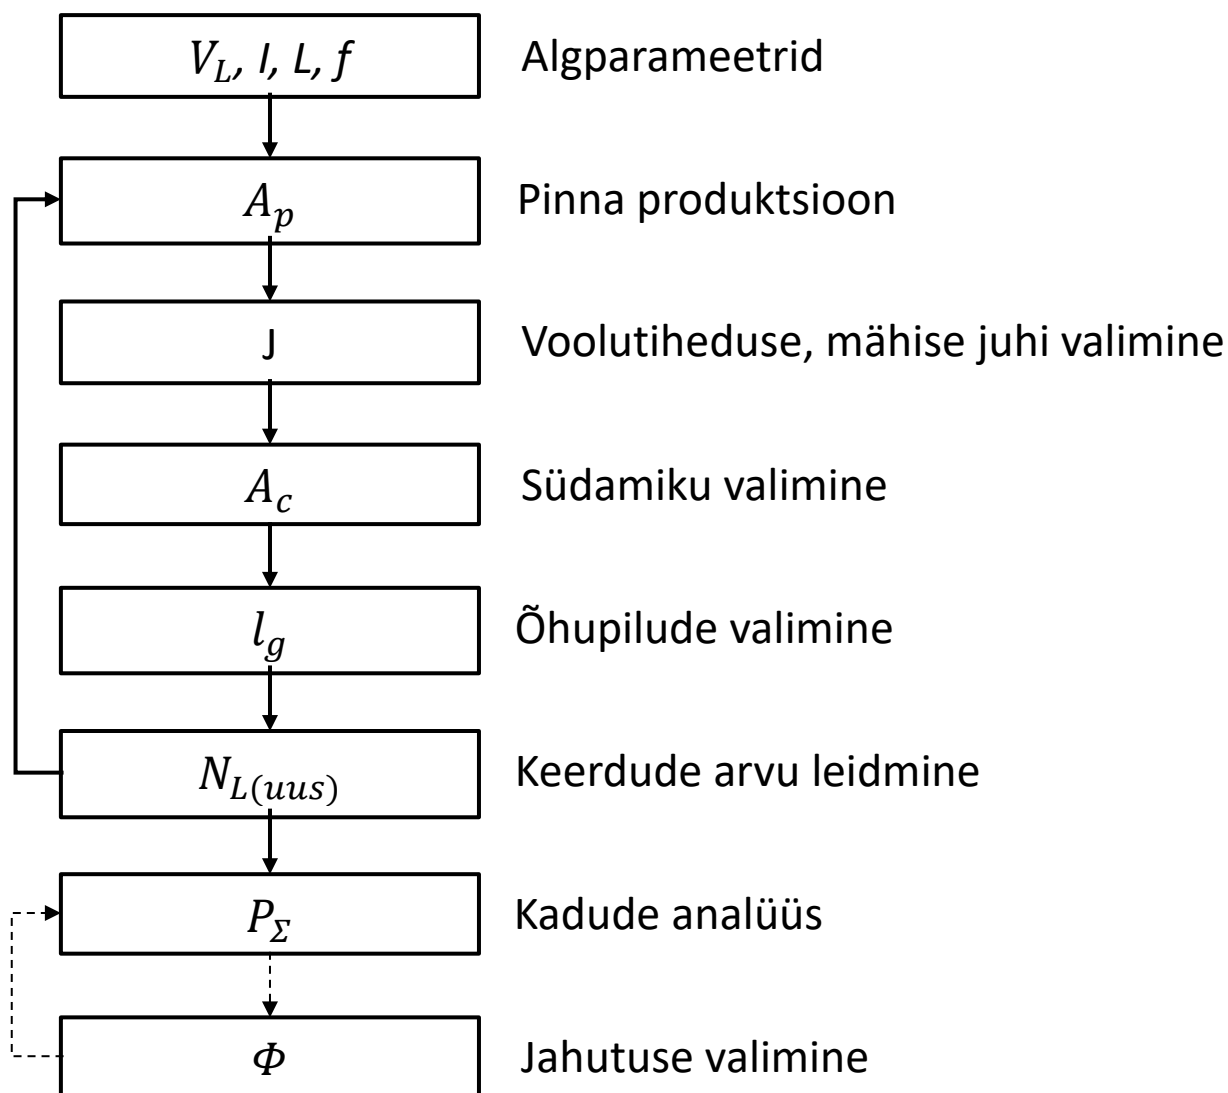 V_L, I, L, f Algparameetrid
A_p Pinna produktsioon
J Voolutiheduse, mähise juhi valimine
A_c Südamiku valimine
l_g Õhupilude valimine
N_L(uus) Keerdude arvu leidmine
P_Σ Kadude analüüs
Φ Jahutuse valimine